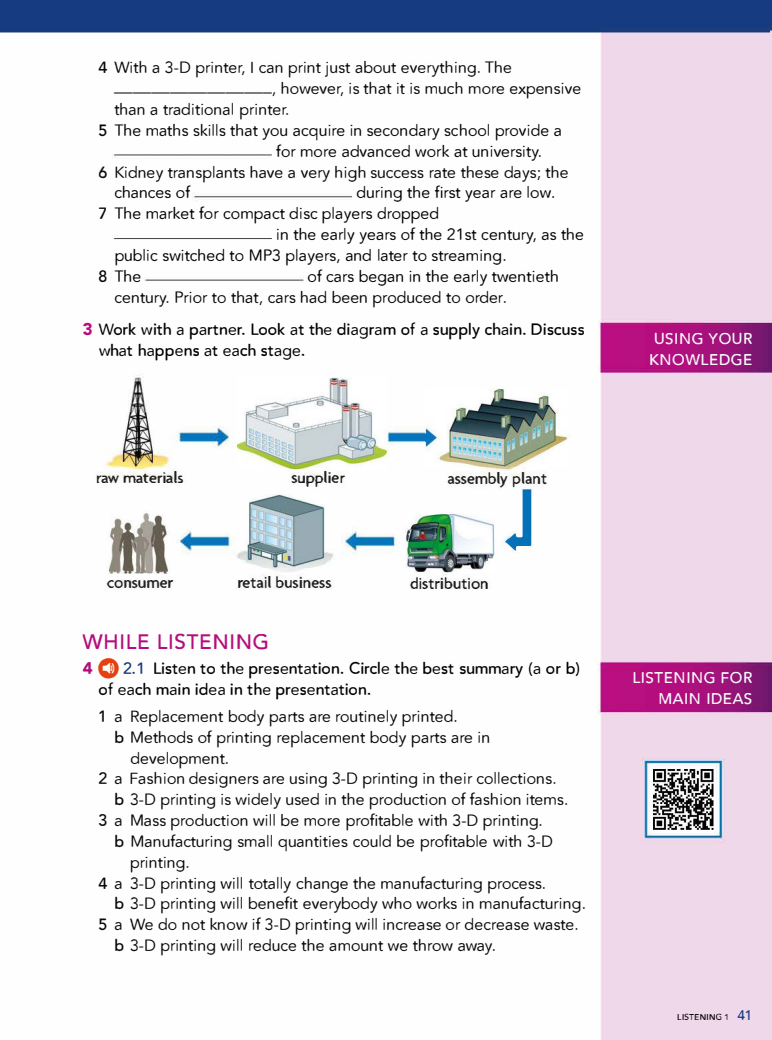 4 With a 3-D printer, I can print just about everything. The
____________________, however, is that it is much more expensive
than a traditional printer.
5 The maths skills that you acquire in secondary school provide a
____________________ for more advanced work at university.
6 Kidney transplants have a very high success rate these days; the
chances of ____________________ during the first year are low.
7 The market for compact disc players dropped
____________________ in the early years of the 21st century, as the
public switched to MP3 players, and later to streaming.
8 The ____________________ of cars began in the early twentieth
century. Prior to that, cars had been produced to order.
3 Work with a partner. Look at the diagram of a supply chain. Discuss
what happens at each stage.
USING YOUR
KNOWLEDGE
raw materials
supplier
assembly plant
consumer
retail business
distribution
WHILE LISTENING
4 2.1 Listen to the presentation. Circle the best summary (a or b)
of each main idea in the presentation.
LISTENING FOR
MAIN IDEAS
1 a Replacement body parts are routinely printed.
b Methods of printing replacement body parts are in
development.
2 a Fashion designers are using 3-D printing in their collections.
b 3-D printing is widely used in the production of fashion items.
3 a Mass production will be more profitable with 3-D printing.
b Manufacturing small quantities could be profitable with 3-D
printing.
4 a 3-D printing will totally change the manufacturing process.
b 3-D printing will benefit everybody who works in manufacturing.
5 a We do not know if 3-D printing will increase or decrease waste.
b 3-D printing will reduce the amount we throw away.
LISTENING 1 41